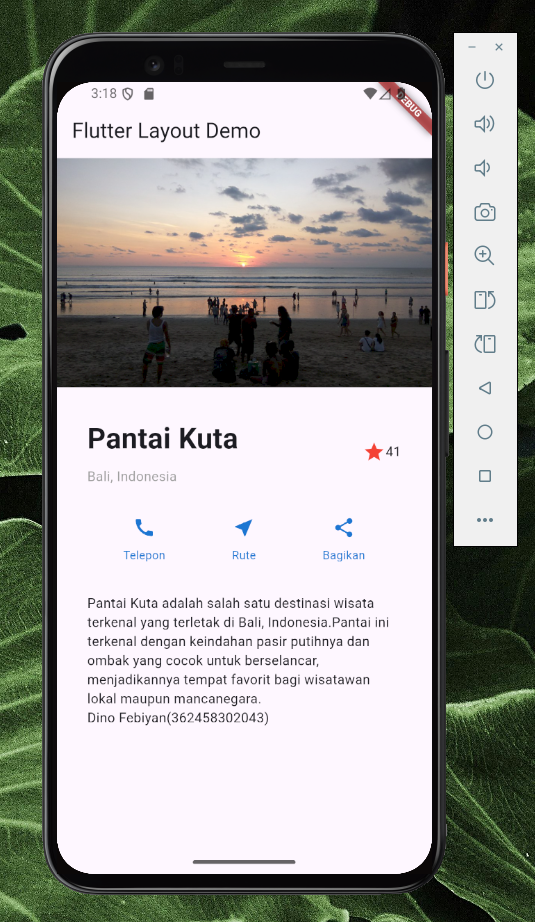 3:18
DEBUG
Flutter Layout Demo
Pantai Kuta
41
Bali, Indonesia
Telepon
Rute
Bagikan
Pantai Kuta adalah salah satu destinasi wisata
terkenal yang terletak di Bali, Indonesia.Pantai ini
terkenal dengan keindahan pasir putihnya dan
ombak yang cocok untuk berselancar,
menjadikannya tempat favorit bagi wisatawan
lokal maupun mancanegara.
Dino Febiyan(362458302043)